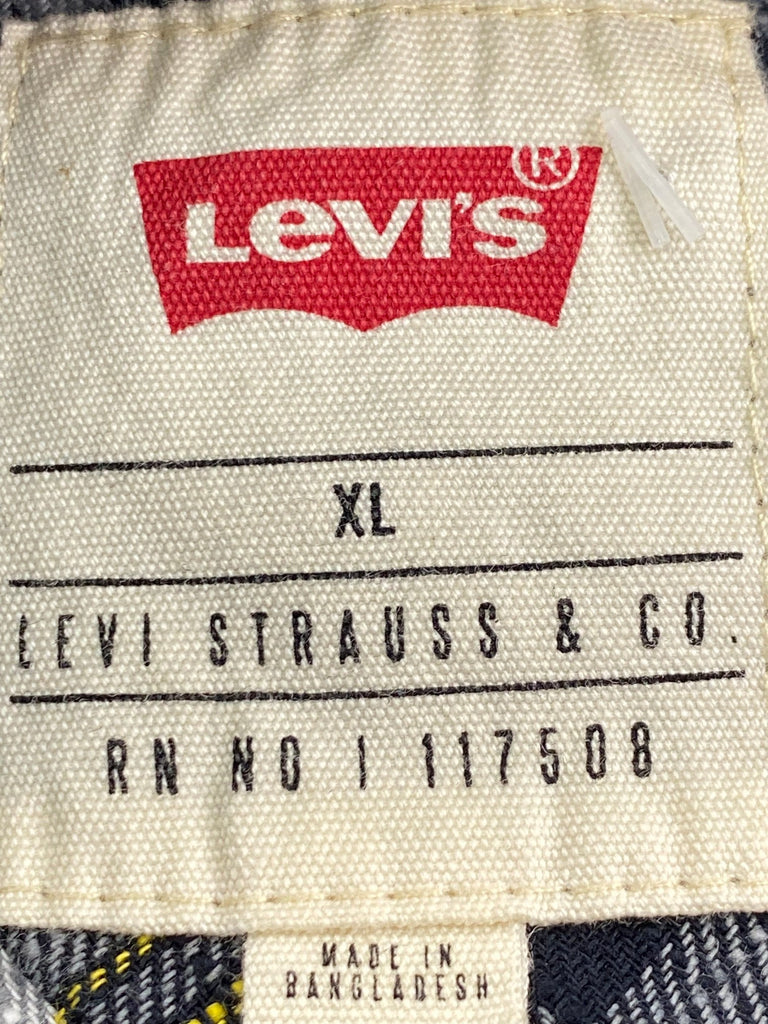 LEVI'S®
XL
LEVI STRAUSS & CO.
RN NO | 117508
MADE IN
BANGLADESH